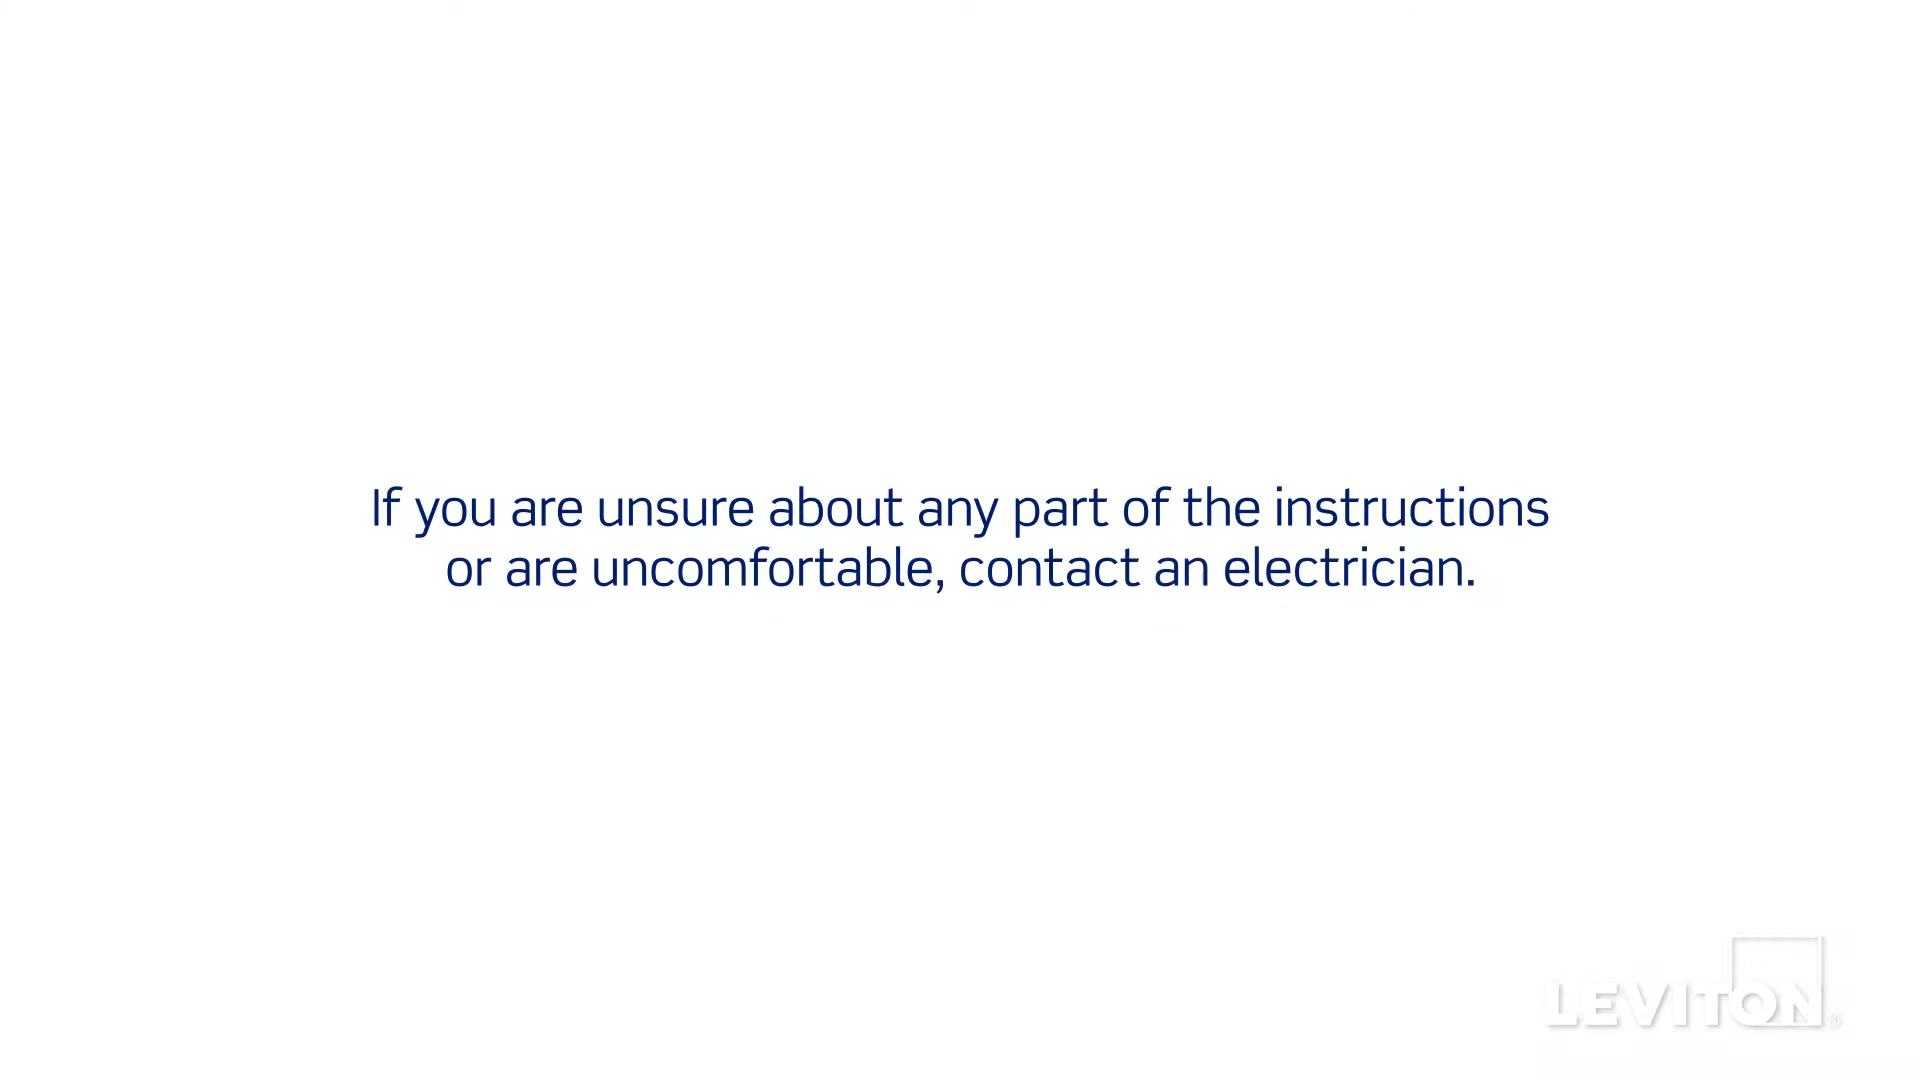 If you are unsure about any part of the instructions
or are uncomfortable, contact an electrician.
LEVITON®